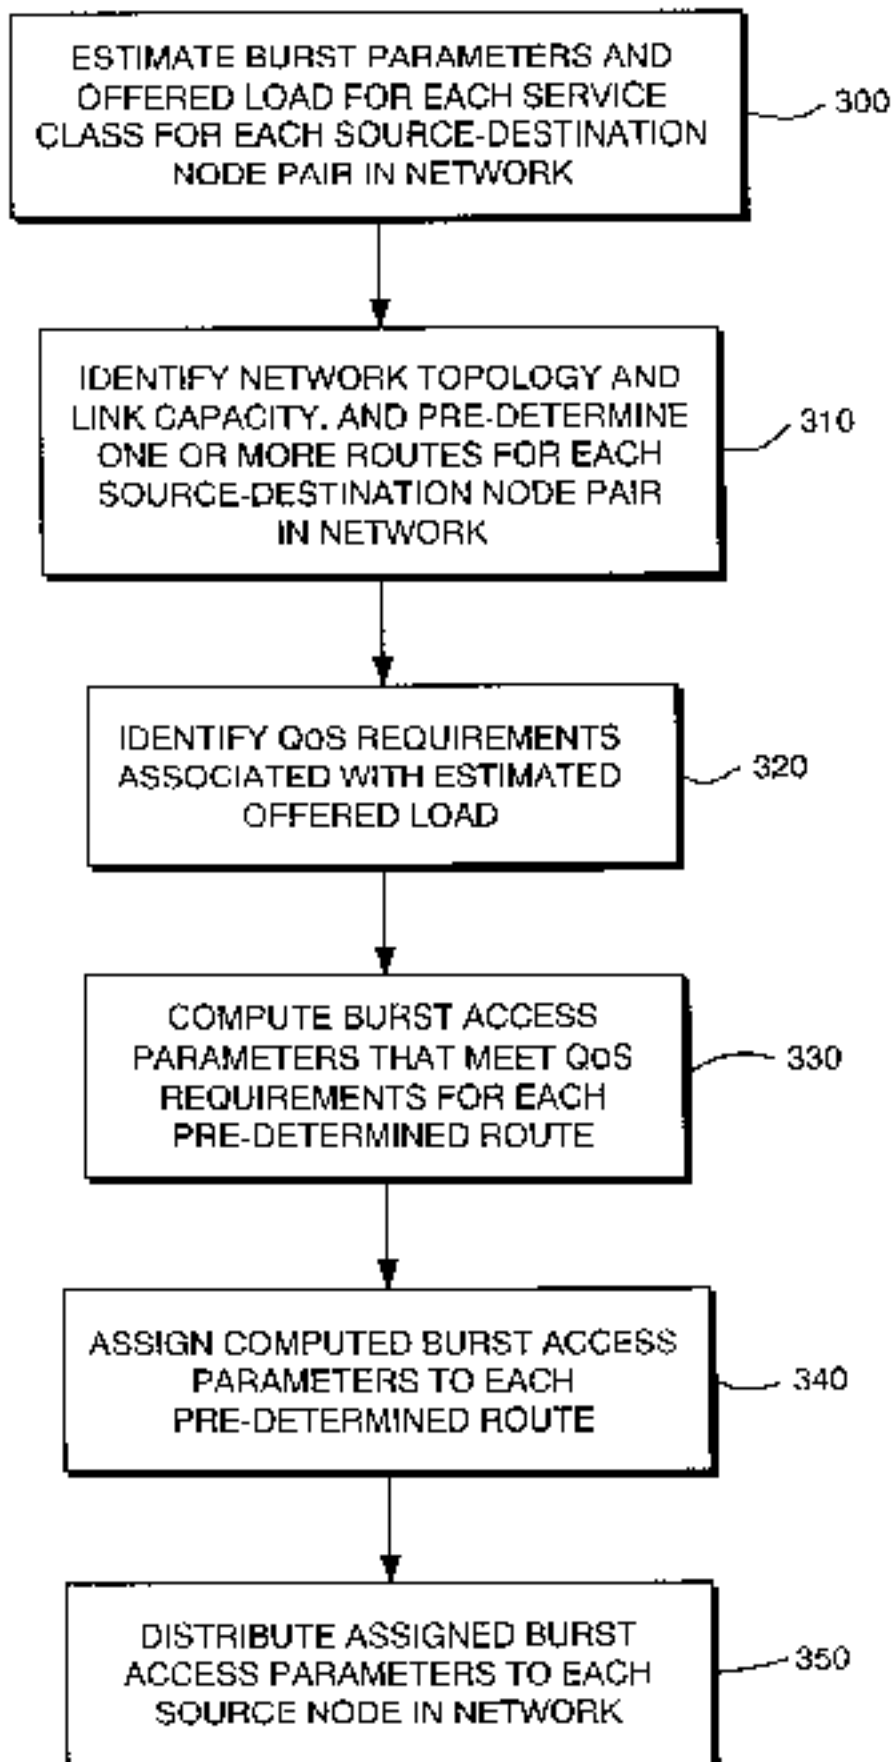 ESTIMATE BURST PARAMETERS AND
OFFERED LOAD FOR EACH SERVICE
CLASS FOR EACH SOURCE-DESTINATION
NODE PAIR IN NETWORK
300
IDENTIFY NETWORK TOPOLOGY AND
LINK CAPACITY, AND PRE-DETERMINE
ONE OR MORE ROUTES FOR EACH
SOURCE-DESTINATION NODE PAIR
IN NETWORK
310
IDENTIFY QoS REQUIREMENTS
ASSOCIATED WITH ESTIMATED
OFFERED LOAD
320
COMPUTE BURST ACCESS
PARAMETERS THAT MEET QoS
REQUIREMENTS FOR EACH
PRE-DETERMINED ROUTE
330
ASSIGN COMPUTED BURST ACCESS
PARAMETERS TO EACH
PRE-DETERMINED ROUTE
340
DISTRIBUTE ASSIGNED BURST
ACCESS PARAMETERS TO EACH
SOURCE NODE IN NETWORK
350